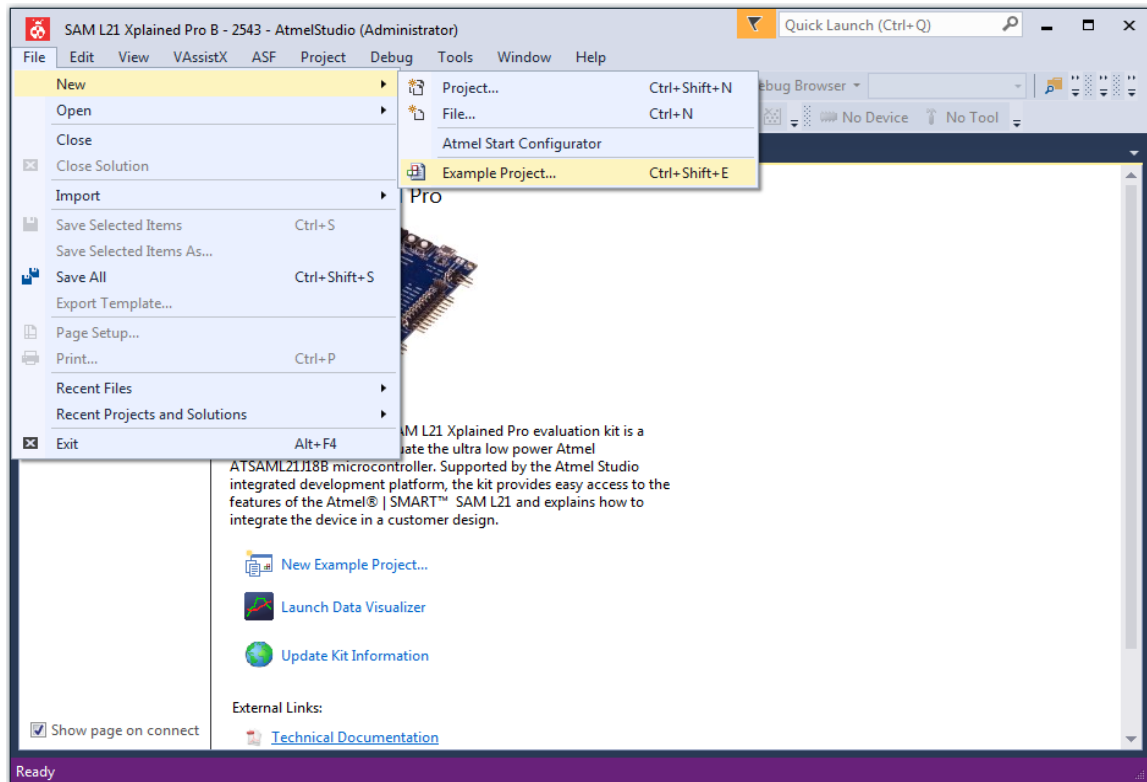 SAM L21 Xplained Pro B - 2543 - AtmelStudio (Administrator)
Quick Launch (Ctrl+Q)
File Edit View VAssistX ASF Project Debug Tools Window Help
New
Project... Ctrl+Shift+N
Debug Browser
Open
File... Ctrl+N
No Device No Tool
Close
Atmel Start Configurator
Close Solution
Example Project... Ctrl+Shift+E
Import
Pro
Save Selected Items Ctrl+S
Save Selected Items As...
Save All Ctrl+Shift+S
Export Template...
Page Setup...
Print... Ctrl+P
Recent Files
Recent Projects and Solutions
Exit Alt+F4
AM L21 Xplained Pro evaluation kit is a
uate the ultra low power Atmel
ATSAML21J18B microcontroller. Supported by the Atmel Studio
integrated development platform, the kit provides easy access to the
features of the Atmel® | SMART™ SAM L21 and explains how to
integrate the device in a customer design.
New Example Project...
Launch Data Visualizer
Update Kit Information
External Links:
Show page on connect
Technical Documentation
Ready